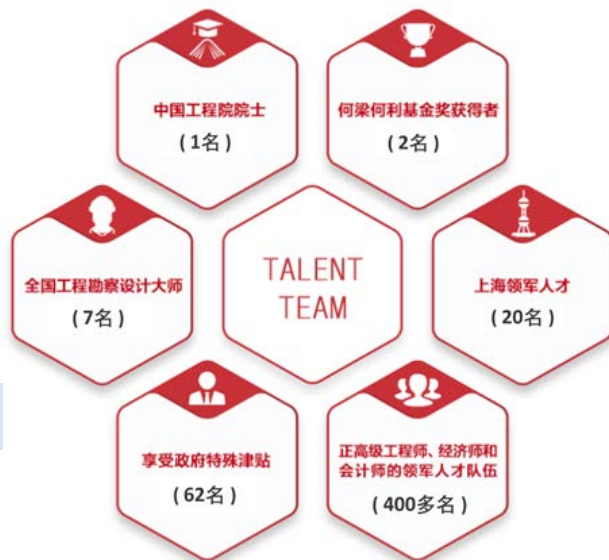 中国工程院院士
( 1名 )
何梁何利基金奖获得者
( 2名 )
全国工程勘察设计大师
( 7名 )
TALENT
TEAM
上海领军人才
( 20名 )
享受政府特殊津贴
( 62名 )
正高级工程师、经济师和
会计师的领军人才队伍
( 400多名 )